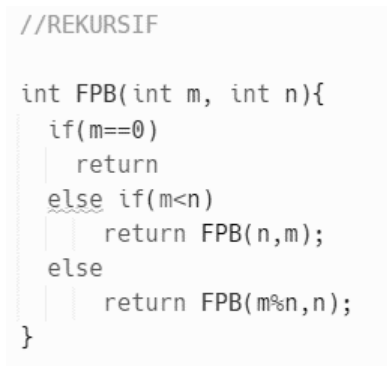 //REKURSIF
int FPB(int m, int n){
if(m==0)
return
else if(m<n)
return FPB(n,m);
else
return FPB(m%n,n);
}